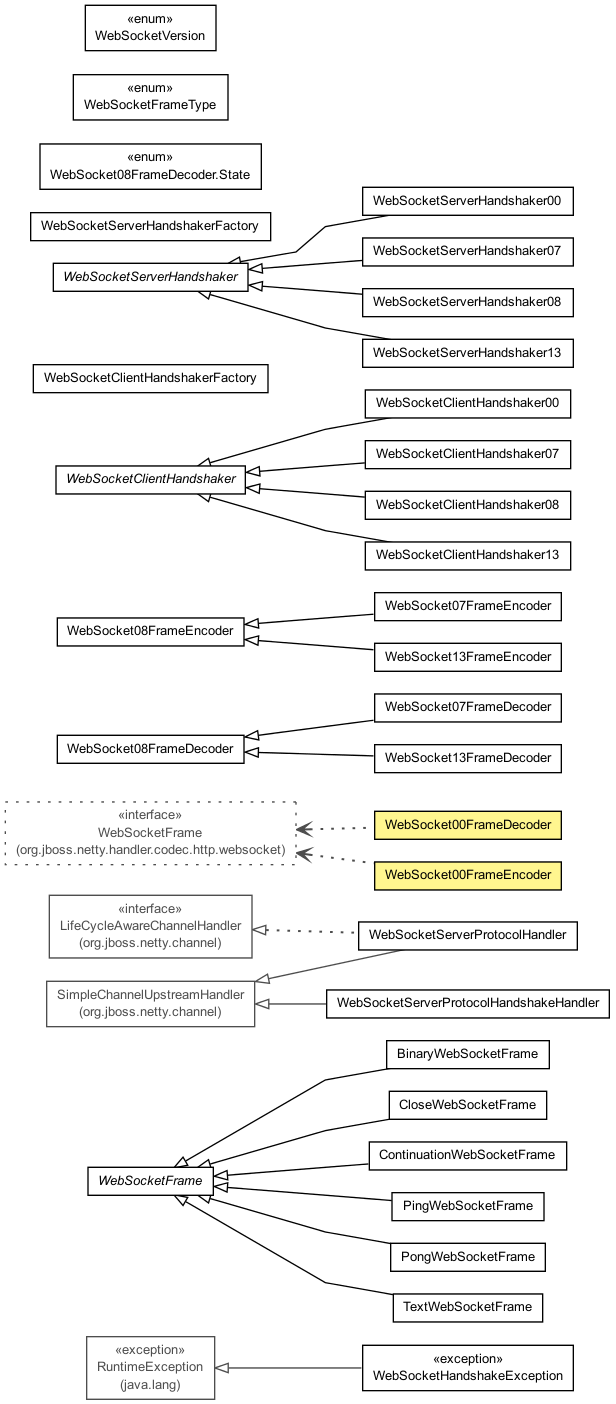 «enum»
WebSocketVersion
«enum»
WebSocketFrameType
«enum»
WebSocket08FrameDecoder.State
WebSocketServerHandshaker00
WebSocketServerHandshakerFactory
WebSocketServerHandshaker07
WebSocketServerHandshaker
WebSocketServerHandshaker08
WebSocketServerHandshaker13
WebSocketClientHandshakerFactory
WebSocketClientHandshaker00
WebSocketClientHandshaker07
WebSocketClientHandshaker
WebSocketClientHandshaker08
WebSocketClientHandshaker13
WebSocket07FrameEncoder
WebSocket08FrameEncoder
WebSocket13FrameEncoder
WebSocket07FrameDecoder
WebSocket08FrameDecoder
WebSocket13FrameDecoder
«interface»
WebSocketFrame
(org.jboss.netty.handler.codec.http.websocket)
WebSocket00FrameDecoder
WebSocket00FrameEncoder
«interface»
LifeCycleAwareChannelHandler
(org.jboss.netty.channel)
WebSocketServerProtocolHandler
SimpleChannelUpstreamHandler
(org.jboss.netty.channel)
WebSocketServerProtocolHandshakeHandler
BinaryWebSocketFrame
CloseWebSocketFrame
ContinuationWebSocketFrame
WebSocketFrame
PingWebSocketFrame
PongWebSocketFrame
TextWebSocketFrame
«exception»
RuntimeException
(java.lang)
«exception»
WebSocketHandshakeException